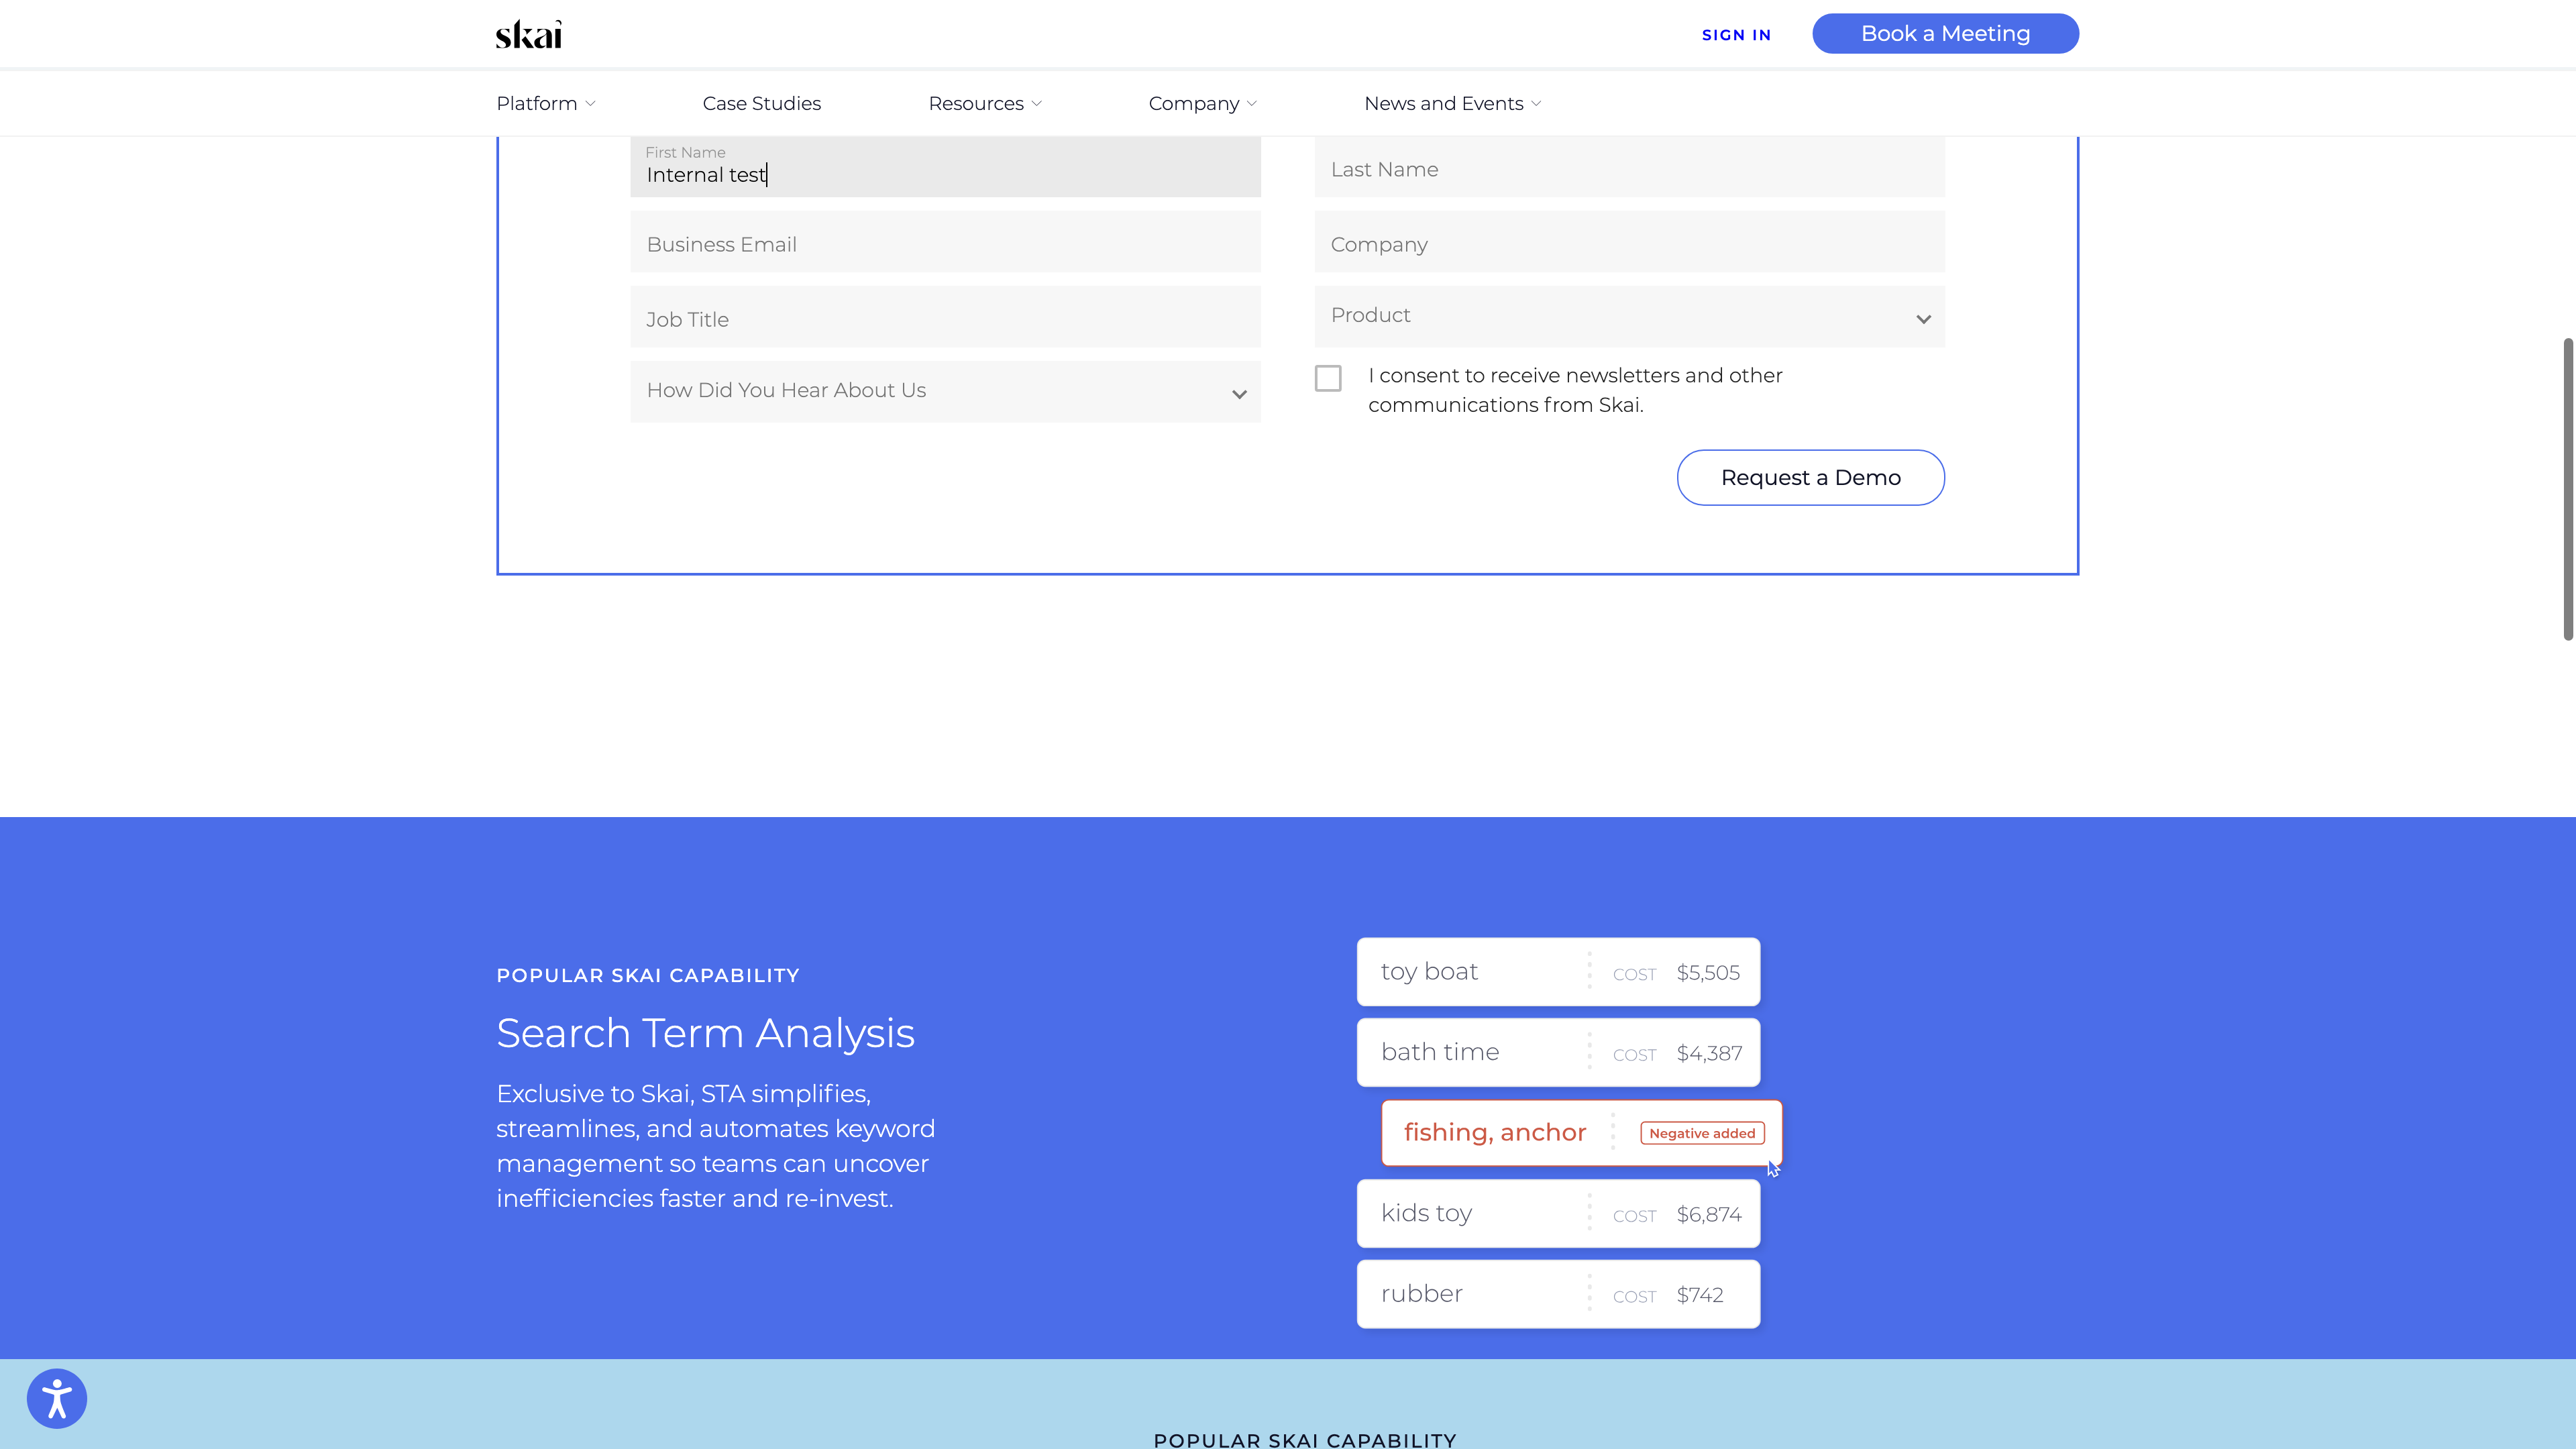 skai
SIGN IN
Book a Meeting
Platform
Case Studies
Resources
Company
News and Events
First Name
Internal test
Last Name
Business Email
Company
Job Title
Product
How Did You Hear About Us
I consent to receive newsletters and other
communications from Skai.
Request a Demo
POPULAR SKAI CAPABILITY
Search Term Analysis
Exclusive to Skai, STA simplifies,
streamlines, and automates keyword
management so teams can uncover
inefficiencies faster and re-invest.
toy boat COST $5,505
bath time COST $4,387
fishing, anchor Negative added
kids toy COST $6,874
rubber COST $742
POPULAR SKAI CAPABILITY